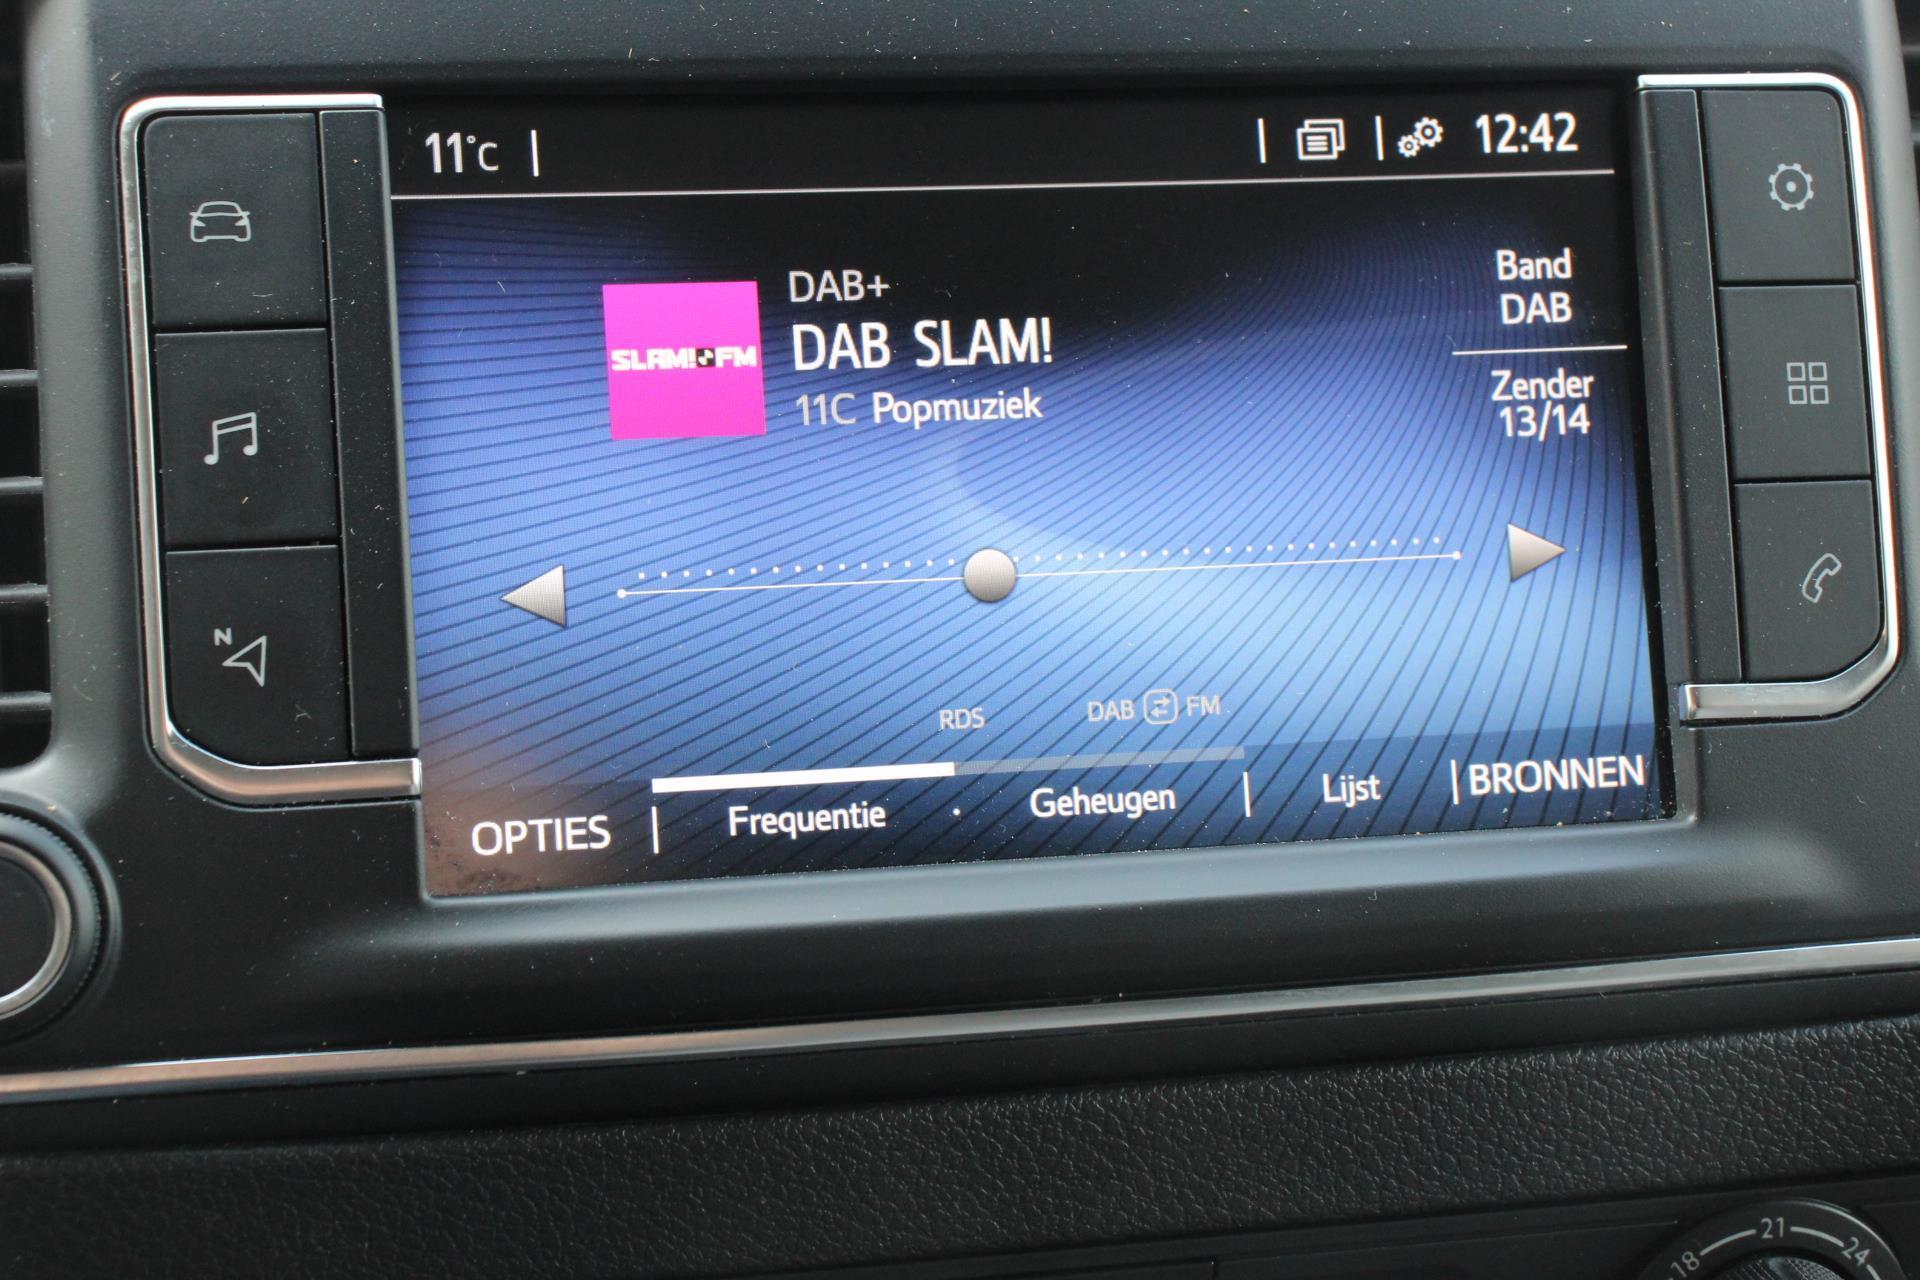 11°C
12:42
DAB+
SLAM! FM
DAB SLAM!
11C Popmuziek
Band
DAB
Zender
13/14
N
RDS
DAB FM
OPTIES
Frequentie
Geheugen
Lijst
BRONNEN
18 21 24